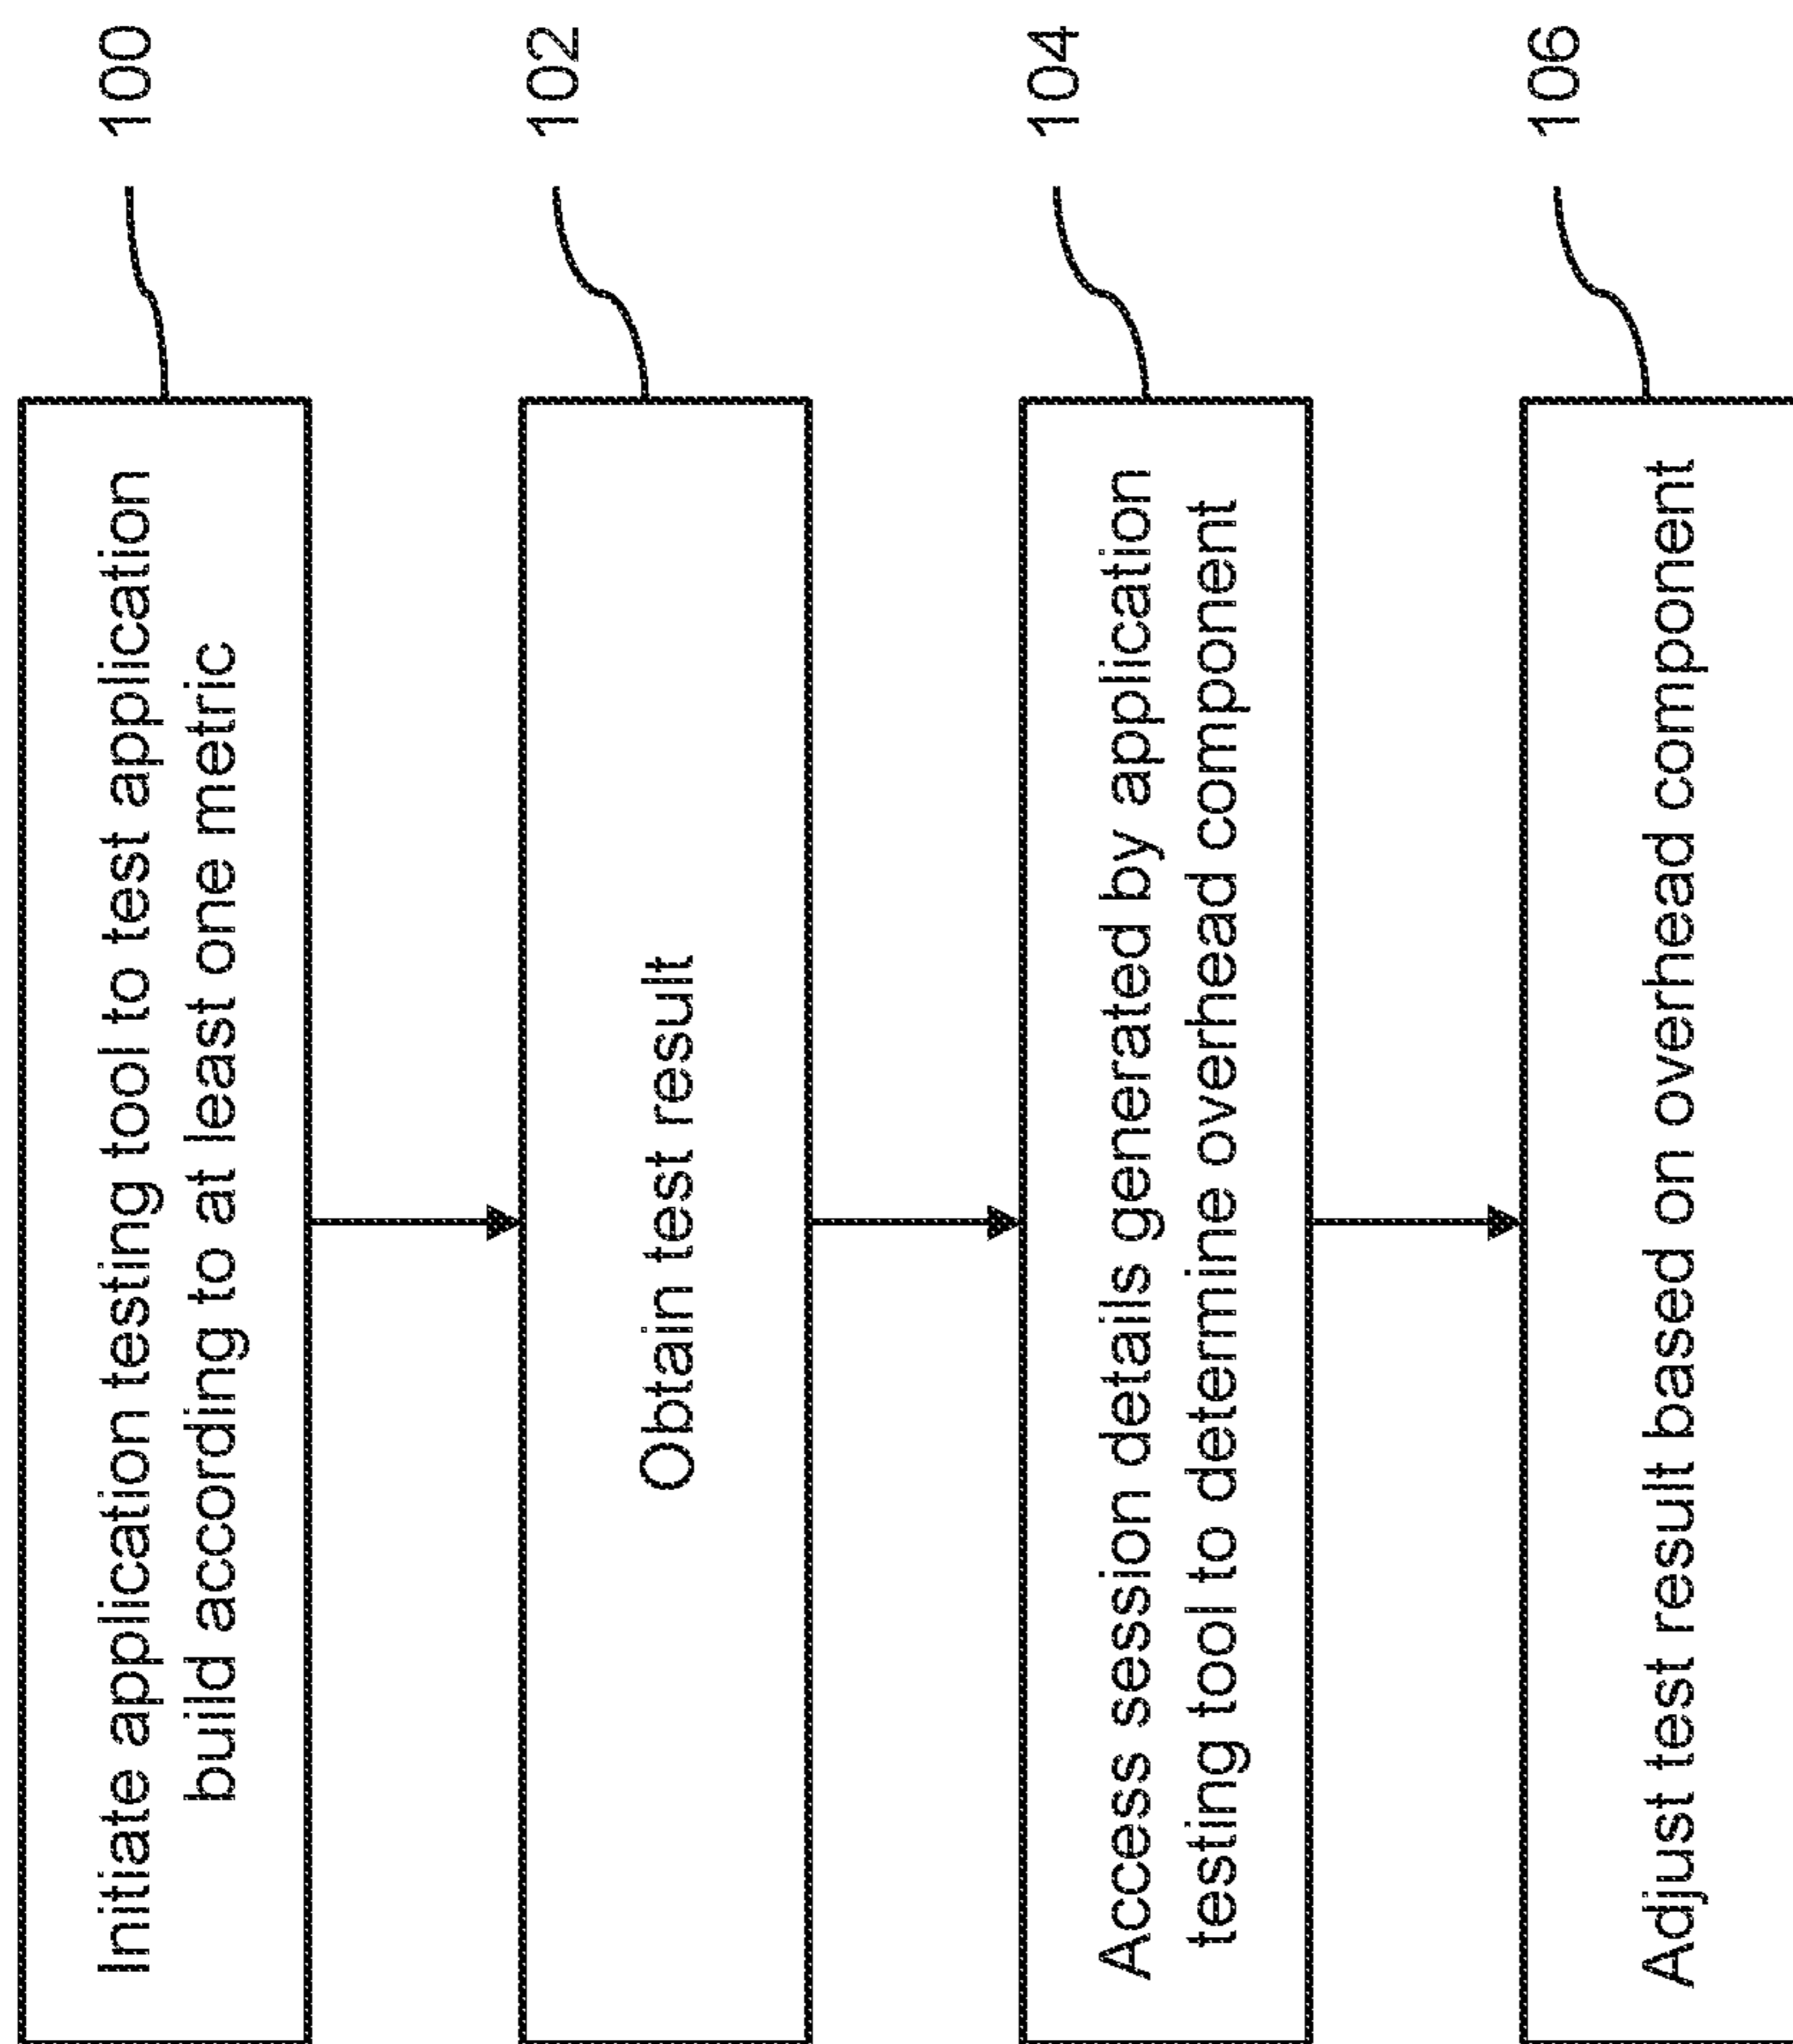 Initiate application testing tool to test application
build according to at least one metric
100
Obtain test result
102
Access session details generated by application
testing tool to determine overhead component
104
Adjust test result based on overhead component
106